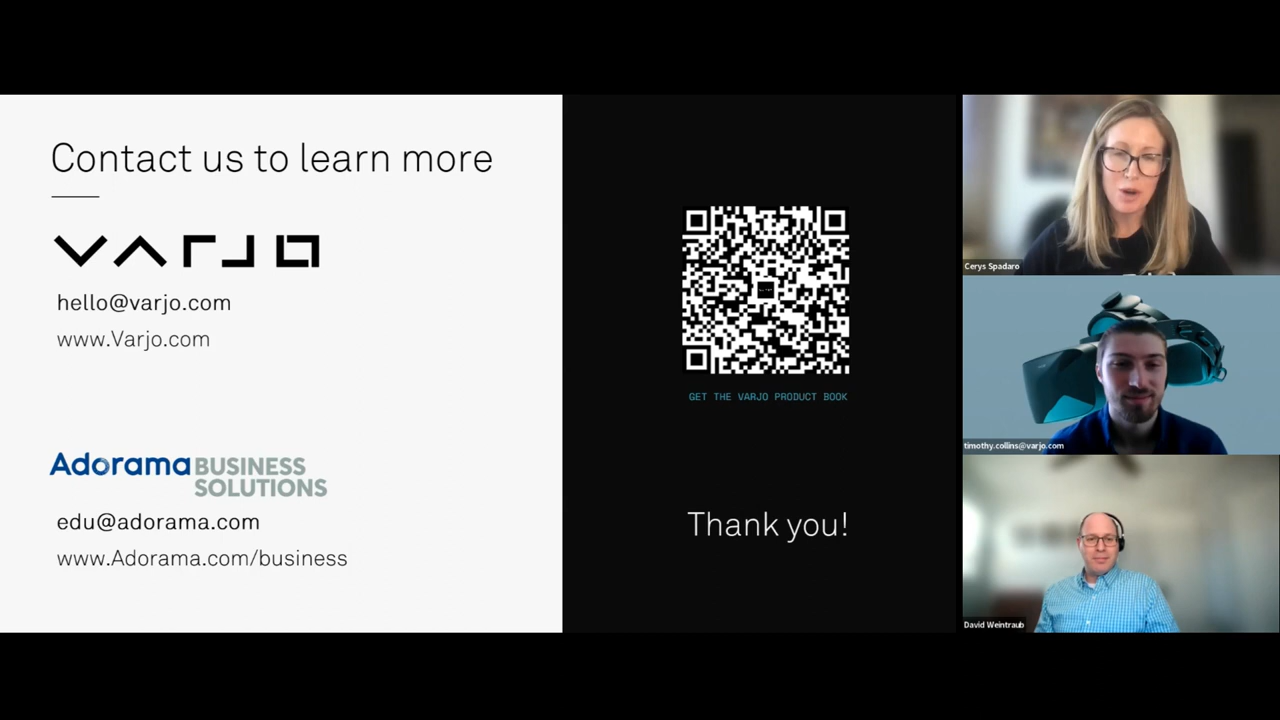 Contact us to learn more
VARJO
hello@varjo.com
www.Varjo.com
Adorama BUSINESS
SOLUTIONS
edu@adorama.com
www.Adorama.com/business
GET THE VARJO PRODUCT BOOK
Thank you!
Cerys Spadaro
timothy.collins@varjo.com
David Weintraub